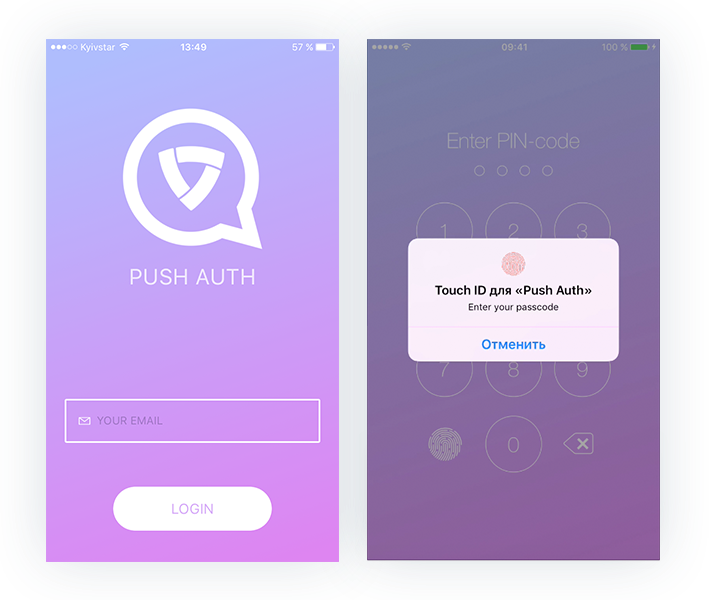 Kyivstar 13:49 57 %
PUSH AUTH
YOUR EMAIL
LOGIN
09:41 100 %
Enter PIN-code
1 2 3
Touch ID для «Push Auth»
Enter your passcode
Отменить
7 8 9
0